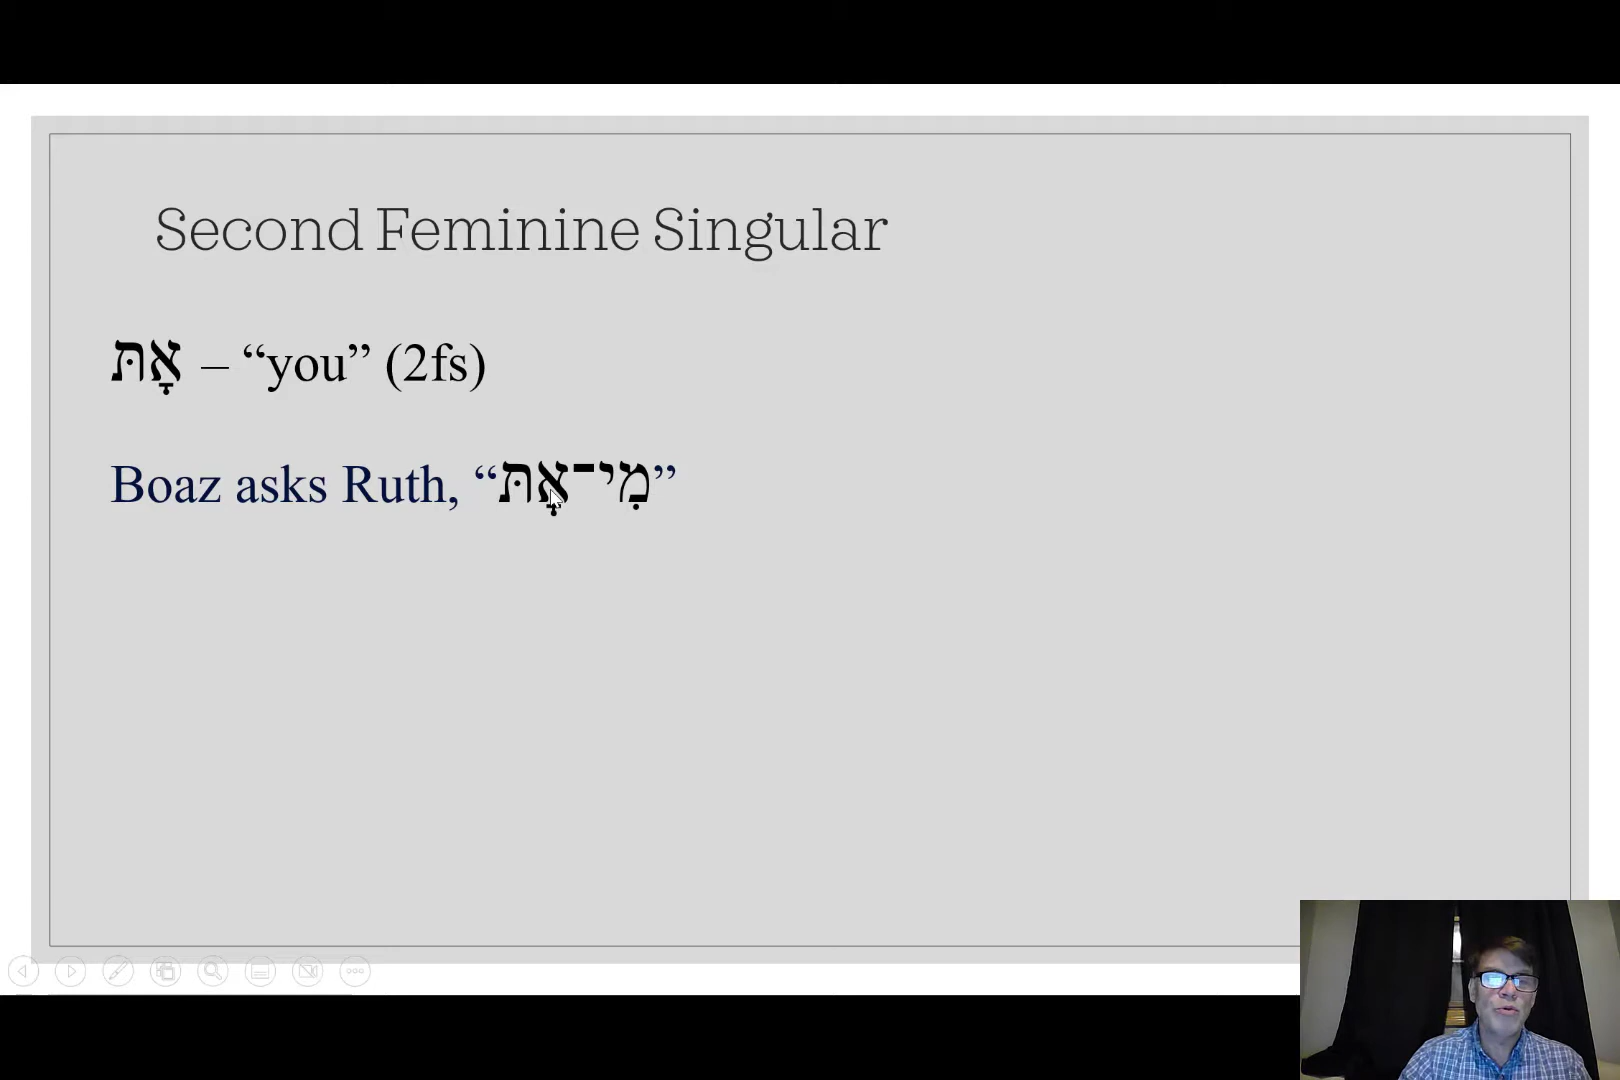 Second Feminine Singular
אָתּ – “you” (2fs)
Boaz asks Ruth, “מִי־אָתּ”